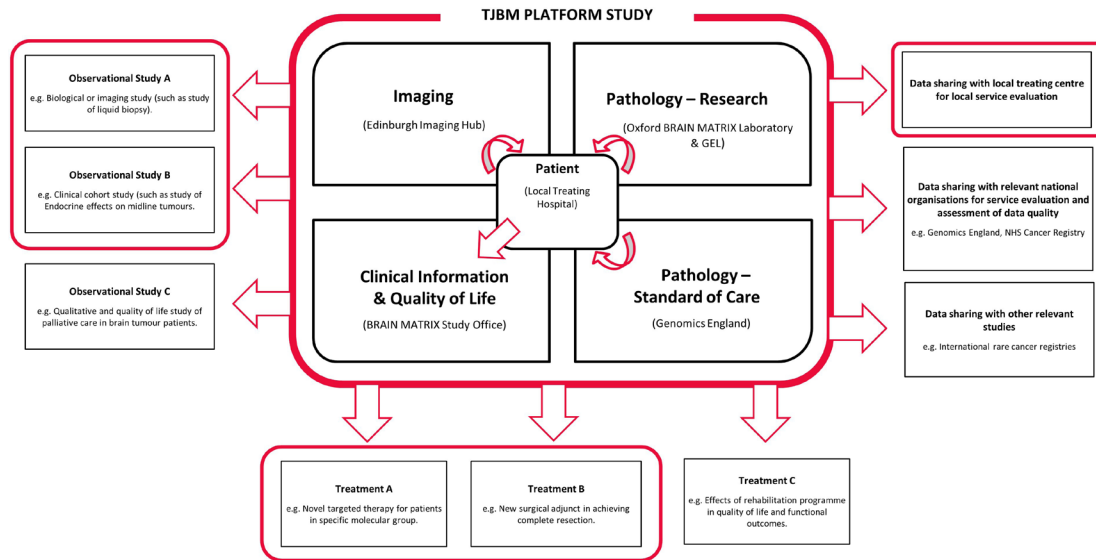 TJBM PLATFORM STUDY
Observational Study A
e.g. Biological or imaging study (such as study
of liquid biopsy).
Observational Study B
e.g. Clinical cohort study (such as study of
Endocrine effects on midline tumours.
Observational Study C
e.g. Qualitative and quality of life study of
palliative care in brain tumour patients.
Imaging
(Edinburgh Imaging Hub)
Pathology – Research
(Oxford BRAIN MATRIX Laboratory
& GEL)
Patient
(Local Treating
Hospital)
Clinical Information
& Quality of Life
(BRAIN MATRIX Study Office)
Pathology –
Standard of Care
(Genomics England)
Data sharing with local treating centre
for local service evaluation
Data sharing with relevant national
organisations for service evaluation and
assessment of data quality
e.g. Genomics England, NHS Cancer Registry
Data sharing with other relevant
studies
e.g. International rare cancer registries
Treatment A
e.g. Novel targeted therapy for patients
in specific molecular group.
Treatment B
e.g. New surgical adjunct in achieving
complete resection.
Treatment C
e.g. Effects of rehabilitation programme
in quality of life and functional
outcomes.